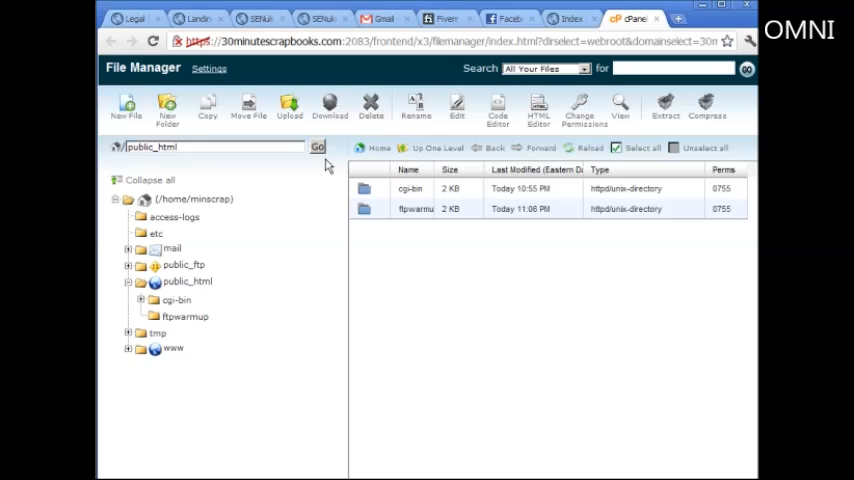 Legal
Landin
SENuk
SENuk
Gmail
Fiverr
Faceb
Index
cPanel
OMNI
https://30minutescrapbooks.com:2083/frontend/x3/filemanager/index.html?dirselect=webroot&domainselect=30m
File Manager
Settings
Search
All Your Files
for
GO
New File
New Folder
Copy
Move File
Upload
Download
Delete
Rename
Edit
Code Editor
HTML Editor
Change Permissions
View
Extract
Compress
/public_html
Go
Home
Up One Level
Back
Forward
Reload
Select all
Unselect all
Collapse all
Name
Size
Last Modified (Eastern Da
Type
Perms
cgi-bin
2 KB
Today 10:55 PM
httpd/unix-directory
0755
ftpwarmu
2 KB
Today 11:06 PM
httpd/unix-directory
0755
(/home/minscrap)
access-logs
etc
mail
public_ftp
public_html
cgi-bin
ftpwarmup
tmp
www